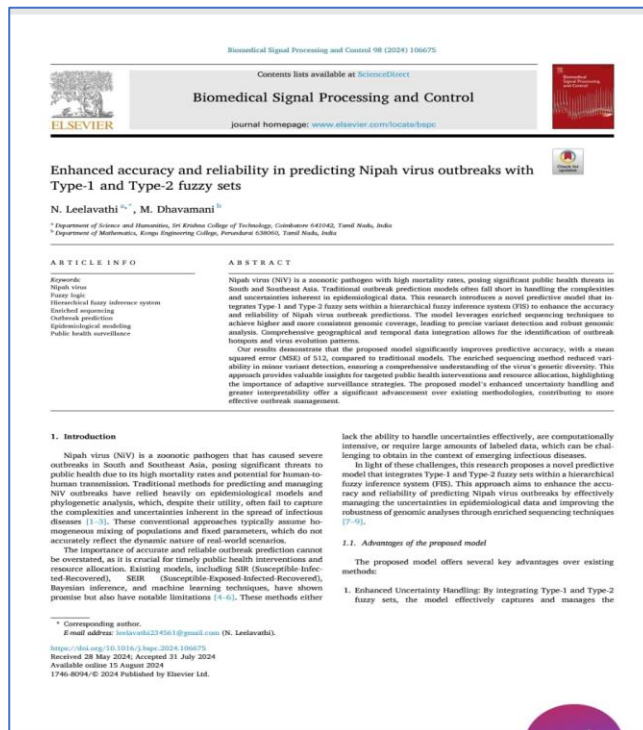 Biomedical Signal Processing and Control 98 (2024) 106675
Contents lists available at ScienceDirect
Biomedical Signal Processing and Control
journal homepage: www.elsevier.com/locate/bspc
ELSEVIER
Biomedical Signal Processing and Control
Check for updates
Enhanced accuracy and reliability in predicting Nipah virus outbreaks with
Type-1 and Type-2 fuzzy sets
N. Leelavathi a,*, M. Dhavamani b
a Department of Science and Humanities, Sri Krishna College of Technology, Coimbatore 641042, Tamil Nadu, India
b Department of Mathematics, Kongu Engineering College, Perundurai 638060, Tamil Nadu, India
ARTICLE INFO
Keywords:
Nipah virus
Fuzzy logic
Hierarchical fuzzy inference system
Enriched sequencing
Outbreak prediction
Epidemiological modeling
Public health surveillance
ABSTRACT
Nipah virus (NiV) is a zoonotic pathogen with high mortality rates, posing significant public health threats in
South and Southeast Asia. Traditional outbreak prediction models often fall short in handling the complexities
and uncertainties inherent in epidemiological data. This research introduces a novel predictive model that in-
tegrates Type-1 and Type-2 fuzzy sets within a hierarchical fuzzy inference system (FIS) to enhance the accuracy
and reliability of Nipah virus outbreak predictions. The model leverages enriched sequencing techniques to
achieve higher and more consistent genomic coverage, leading to precise variant detection and robust genomic
analysis. Comprehensive geographical and temporal data integration allows for the identification of outbreak
hotspots and virus evolution patterns.
Our results demonstrate that the proposed model significantly improves predictive accuracy, with a mean
squared error (MSE) of 512, compared to traditional models. The enriched sequencing method reduced vari-
ability in minor variant detection, ensuring a comprehensive understanding of the virus's genetic diversity. This
approach provides valuable insights for targeted public health interventions and resource allocation, highlighting
the importance of adaptive surveillance strategies. The proposed model's enhanced uncertainty handling and
greater interpretability offer a significant advancement over existing methodologies, contributing to more
effective outbreak management.
1. Introduction
Nipah virus (NiV) is a zoonotic pathogen that has caused severe
outbreaks in South and Southeast Asia, posing significant threats to
public health due to its high mortality rates and potential for human-to-
human transmission. Traditional methods for predicting and managing
NiV outbreaks have relied heavily on epidemiological models and
phylogenetic analysis, which, despite their utility, often fail to capture
the complexities and uncertainties inherent in the spread of infectious
diseases [1–3]. These conventional approaches typically assume ho-
mogeneous mixing of populations and fixed parameters, which do not
accurately reflect the dynamic nature of real-world scenarios.
The importance of accurate and reliable outbreak prediction cannot
be overstated, as it is crucial for timely public health interventions and
resource allocation. Existing models, including SIR (Susceptible-Infec-
ted-Recovered), SEIR (Susceptible-Exposed-Infected-Recovered),
Bayesian inference, and machine learning techniques, have shown
promise but also have notable limitations [4–6]. These methods either
lack the ability to handle uncertainties effectively, are computationally
intensive, or require large amounts of labeled data, which can be chal-
lenging to obtain in the context of emerging infectious diseases.
In light of these challenges, this research proposes a novel predictive
model that integrates Type-1 and Type-2 fuzzy sets within a hierarchical
fuzzy inference system (FIS). This approach aims to enhance the accu-
racy and reliability of predicting Nipah virus outbreaks by effectively
managing the uncertainties in epidemiological data and improving the
robustness of genomic analyses through enriched sequencing techniques
[7–9].
1.1. Advantages of the proposed model
The proposed model offers several key advantages over existing
methods:
1. Enhanced Uncertainty Handling: By integrating Type-1 and Type-2
fuzzy sets, the model effectively captures and manages the
* Corresponding author.
E-mail address: leelavathi234561@gmail.com (N. Leelavathi).
https://doi.org/10.1016/j.bspc.2024.106675
Received 28 May 2024; Accepted 31 July 2024
Available online 15 August 2024
1746-8094/© 2024 Published by Elsevier Ltd.